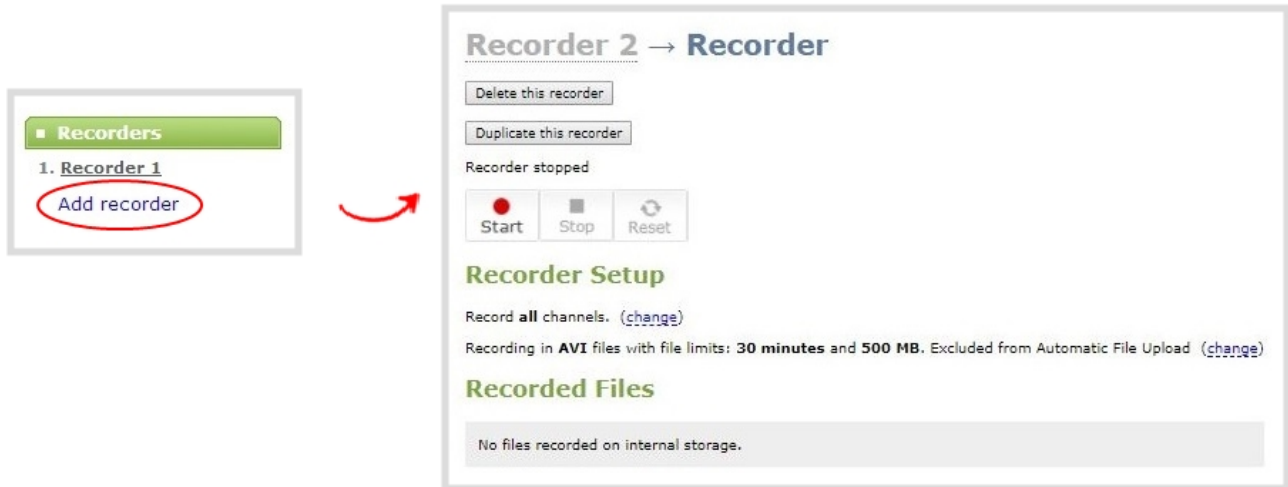 Recorders
1. Recorder 1
Add recorder
Recorder 2 → Recorder
Delete this recorder
Duplicate this recorder
Recorder stopped
Start Stop Reset
Recorder Setup
Record all channels. (change)
Recording in AVI files with file limits: 30 minutes and 500 MB. Excluded from Automatic File Upload (change)
Recorded Files
No files recorded on internal storage.